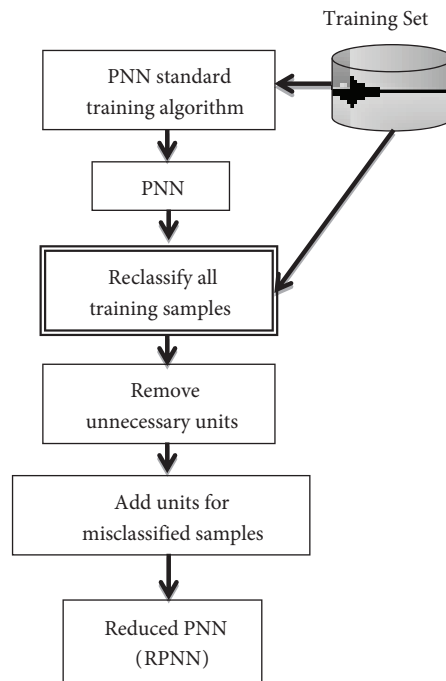 Training Set
PNN standard
training algorithm
PNN
Reclassify all
training samples
Remove
unnecessary units
Add units for
misclassified samples
Reduced PNN
(RPNN)